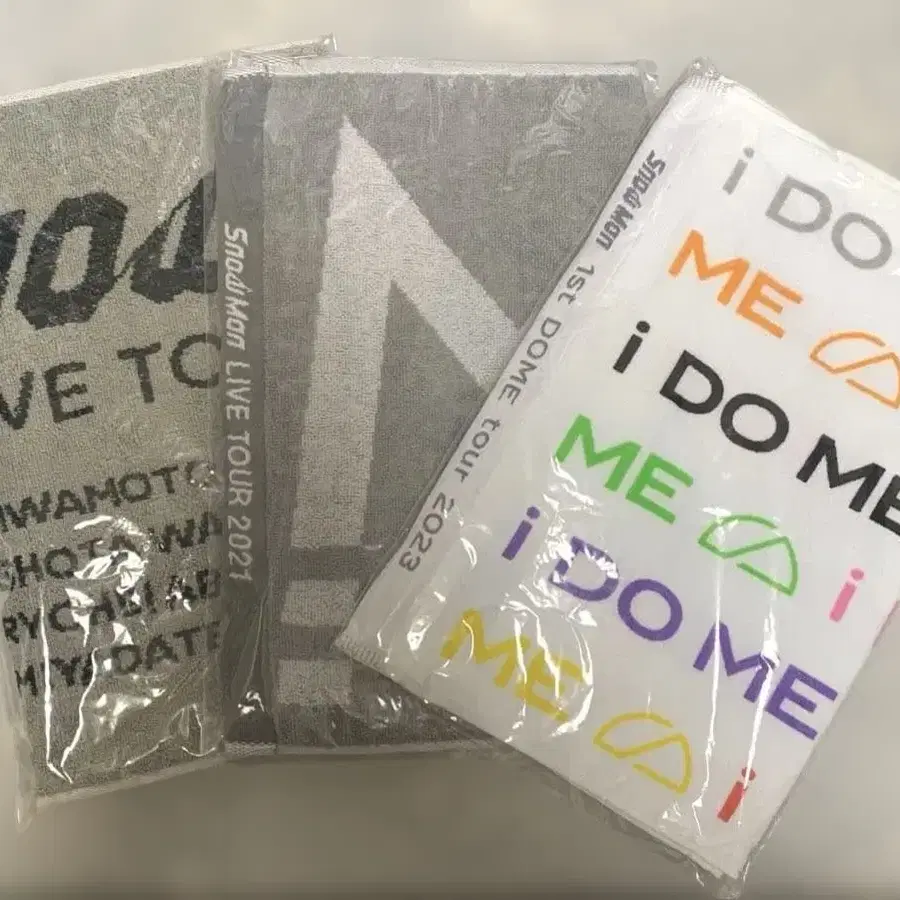 now
VE TO
IWAMOTO
SHOTA WA
RYOHEI AB
MIYADATE
Snow Man LIVE TOUR 2021
Snow Man 1st DOME tour 2023
i DO
ME
i DO ME
ME i
i DO ME
ME i